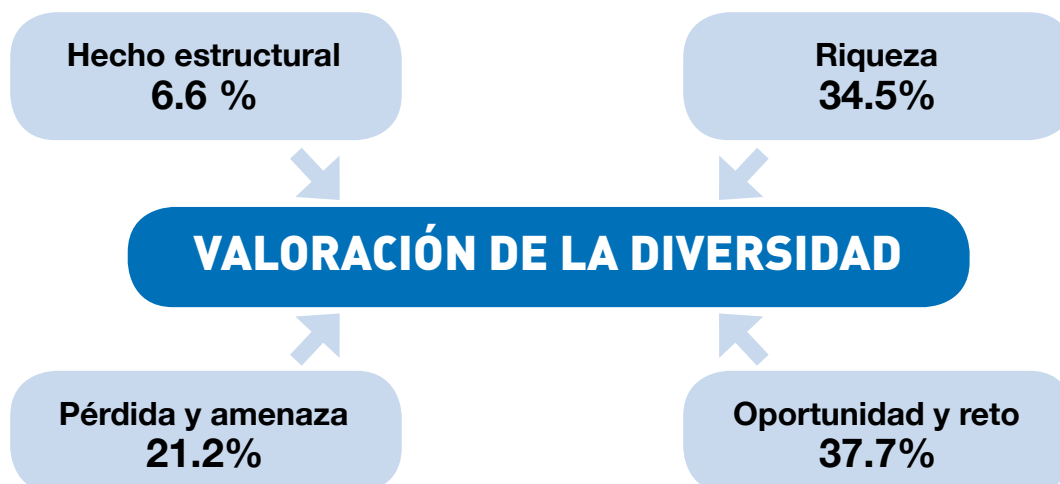 Hecho estructural
6.6 %
Riqueza
34.5%
VALORACIÓN DE LA DIVERSIDAD
Pérdida y amenaza
21.2%
Oportunidad y reto
37.7%